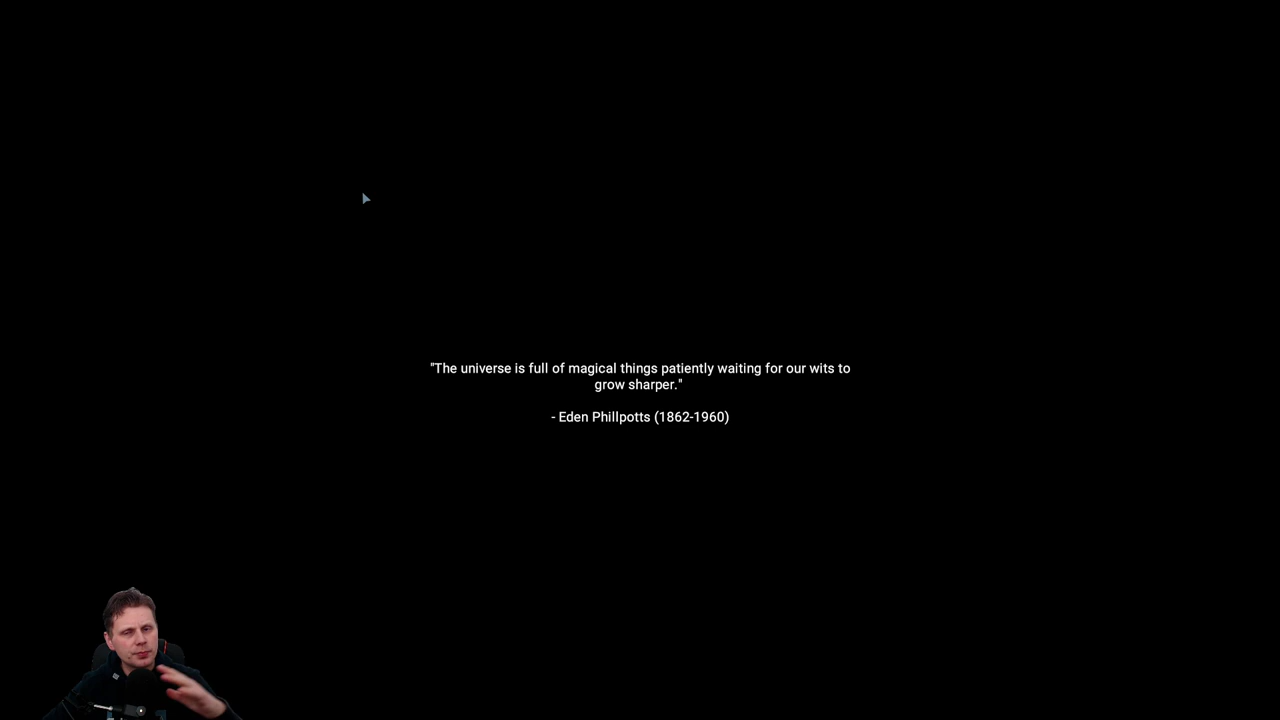 "The universe is full of magical things patiently waiting for our wits to
grow sharper."
- Eden Phillpotts (1862-1960)